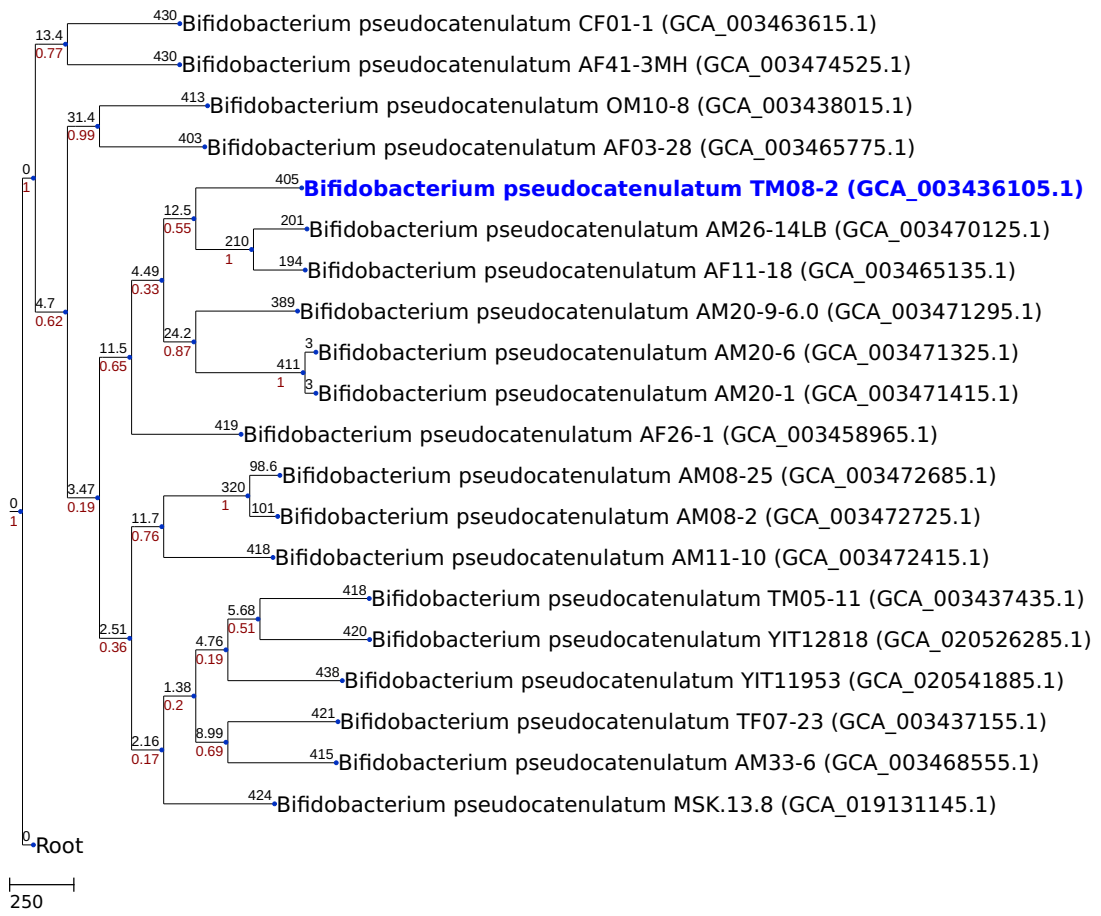 430 Bifidobacterium pseudocatenulatum CF01-1 (GCA_003463615.1)
13.4
0.77
430 Bifidobacterium pseudocatenulatum AF41-3MH (GCA_003474525.1)
413 Bifidobacterium pseudocatenulatum OM10-8 (GCA_003438015.1)
31.4
0.99
403 Bifidobacterium pseudocatenulatum AF03-28 (GCA_003465775.1)
0
1
405 Bifidobacterium pseudocatenulatum TM08-2 (GCA_003436105.1)
12.5
0.55
201 Bifidobacterium pseudocatenulatum AM26-14LB (GCA_003470125.1)
210
1
194 Bifidobacterium pseudocatenulatum AF11-18 (GCA_003465135.1)
4.49
0.33
4.7
0.62
389 Bifidobacterium pseudocatenulatum AM20-9-6.0 (GCA_003471295.1)
24.2
0.87
3 Bifidobacterium pseudocatenulatum AM20-6 (GCA_003471325.1)
11.5
0.65
411
1
3 Bifidobacterium pseudocatenulatum AM20-1 (GCA_003471415.1)
419 Bifidobacterium pseudocatenulatum AF26-1 (GCA_003458965.1)
98.6 Bifidobacterium pseudocatenulatum AM08-25 (GCA_003472685.1)
3.47
0.19
320
1
0
1
101 Bifidobacterium pseudocatenulatum AM08-2 (GCA_003472725.1)
11.7
0.76
418 Bifidobacterium pseudocatenulatum AM11-10 (GCA_003472415.1)
418 Bifidobacterium pseudocatenulatum TM05-11 (GCA_003437435.1)
5.68
0.51
2.51
0.36
420 Bifidobacterium pseudocatenulatum YIT12818 (GCA_020526285.1)
4.76
0.19
438 Bifidobacterium pseudocatenulatum YIT11953 (GCA_020541885.1)
1.38
0.2
421 Bifidobacterium pseudocatenulatum TF07-23 (GCA_003437155.1)
8.99
0.69
2.16
0.17
415 Bifidobacterium pseudocatenulatum AM33-6 (GCA_003468555.1)
424 Bifidobacterium pseudocatenulatum MSK.13.8 (GCA_019131145.1)
0 Root
250